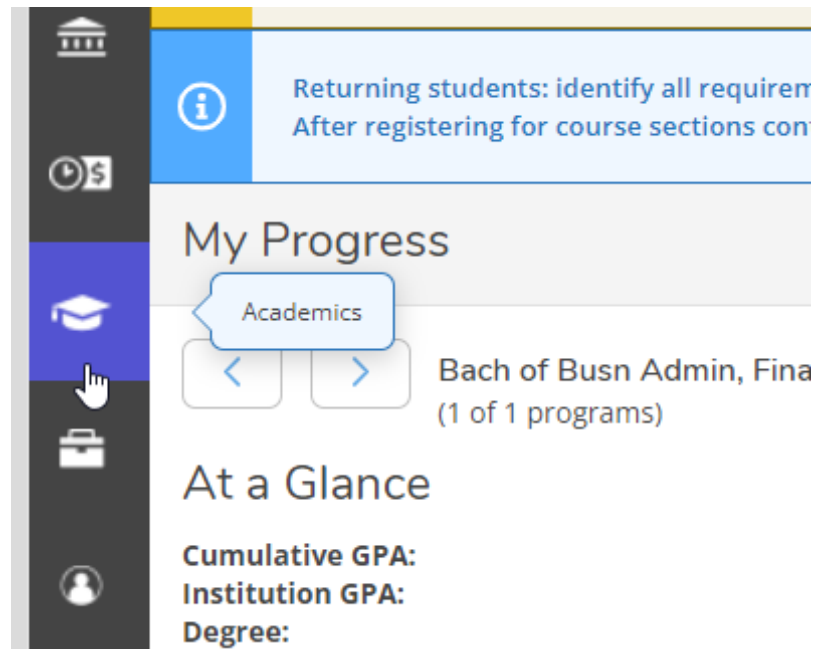 Returning students: identify all requirem
After registering for course sections con
$
My Progress
Academics
Bach of Busn Admin, Fina
(1 of 1 programs)
At a Glance
Cumulative GPA:
Institution GPA:
Degree: